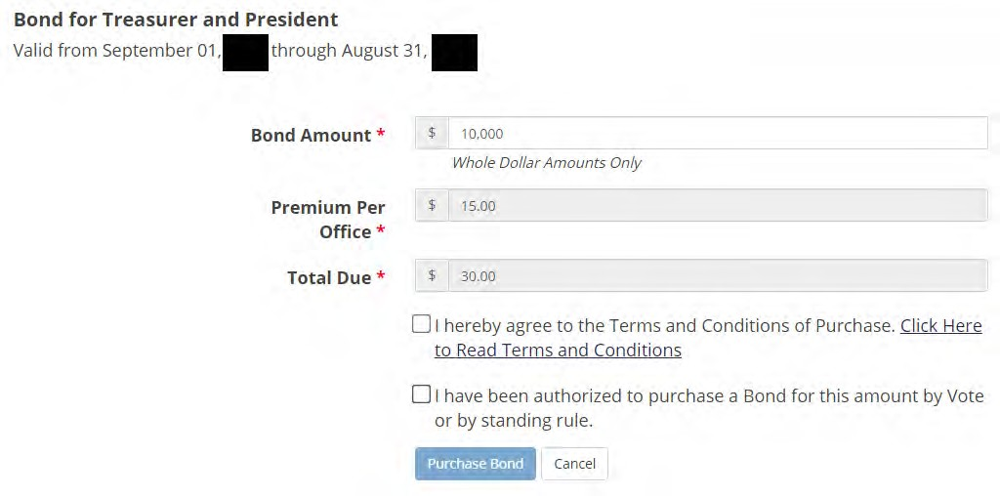 Bond for Treasurer and President
Valid from September 01, through August 31,
Bond Amount * $ 10,000
Whole Dollar Amounts Only
Premium Per
Office * $ 15.00
Total Due * $ 30.00
I hereby agree to the Terms and Conditions of Purchase. Click Here
to Read Terms and Conditions
I have been authorized to purchase a Bond for this amount by Vote
or by standing rule.
Purchase Bond Cancel